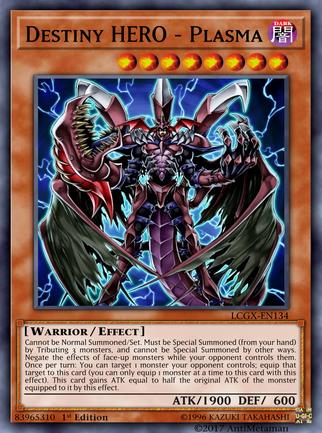 Destiny HERO - Plasma
DARK
闇
LCGX-EN134
[Warrior / Effect]
Cannot be Normal Summoned/Set. Must be Special Summoned (from your hand)
by Tributing 3 monsters, and cannot be Special Summoned by other ways.
Negate the effects of face-up monsters while your opponent controls them.
Once per turn: You can target 1 monster your opponent controls; equip that
target to this card (you can only equip 1 monster at a time to this card with this
effect). This card gains ATK equal to half the original ATK of the monster
equipped to it by this effect.
ATK/1900 DEF/ 600
83965310 1st Edition ©1996 KAZUKI TAKAHASHI
©2017 AntiMetaman